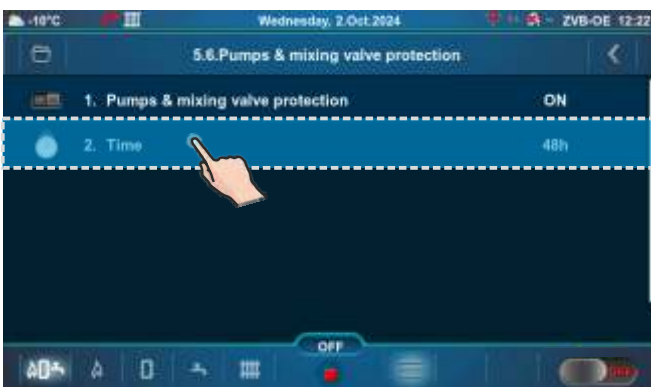 -10°C Wednesday, 2.Oct.2024 ZVB-OE 12:22
5.6.Pumps & mixing valve protection
1. Pumps & mixing valve protection ON
2. Time 48h
OFF